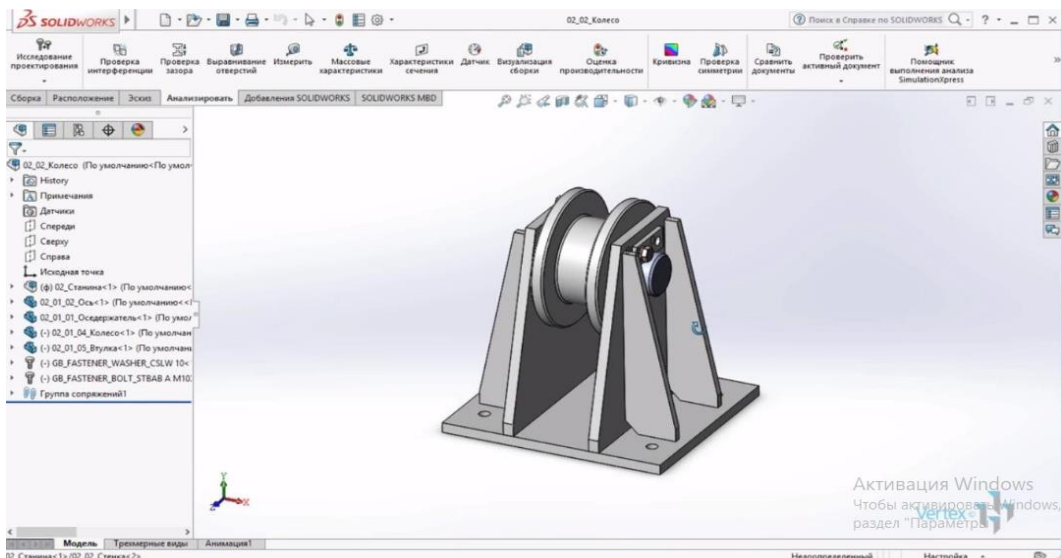 SOLIDWORKS
02_02_Колесо
Поиск в Справке по SOLIDWORKS
Исследование проектирования
Проверка интерференции
Проверка зазора
Выравнивание отверстий
Измерить
Массовые характеристики
Характеристики сечения
Датчик
Визуализация сборки
Оценка производительности
Кривизна
Проверка симметрии
Сравнить документы
Проверить активный документ
Помощник выполнения анализа SimulationXpress
Сборка Расположение Эскиз Анализировать Добавления SOLIDWORKS SOLIDWORKS MBD
02_02_Колесо (По умолчанию<По умол
History
Примечания
Датчики
Спереди
Сверху
Справа
Исходная точка
(ф) 02_Станина<1> (По умолчанию<
02_01_02_Ось<1> (По умолчанию<<
02_01_01_Оседержатель<1> (По умол
(-) 02_01_04_Колесо<1> (По умолчан
(-) 02_01_05_Втулка<1> (По умолчан
(-) GB_FASTENER_WASHER_CSLW 10<
(-) GB_FASTENER_BOLT_STBAB A M10
Группа сопряжений1
Y
X
Z
Активация Windows
Чтобы активировать Windows,
раздел "Параметры
Vertex
Модель Трехмерные виды Анимация1
02_Станина<1>/02_02_Стенка<2>
Недоопределенный
Настройка